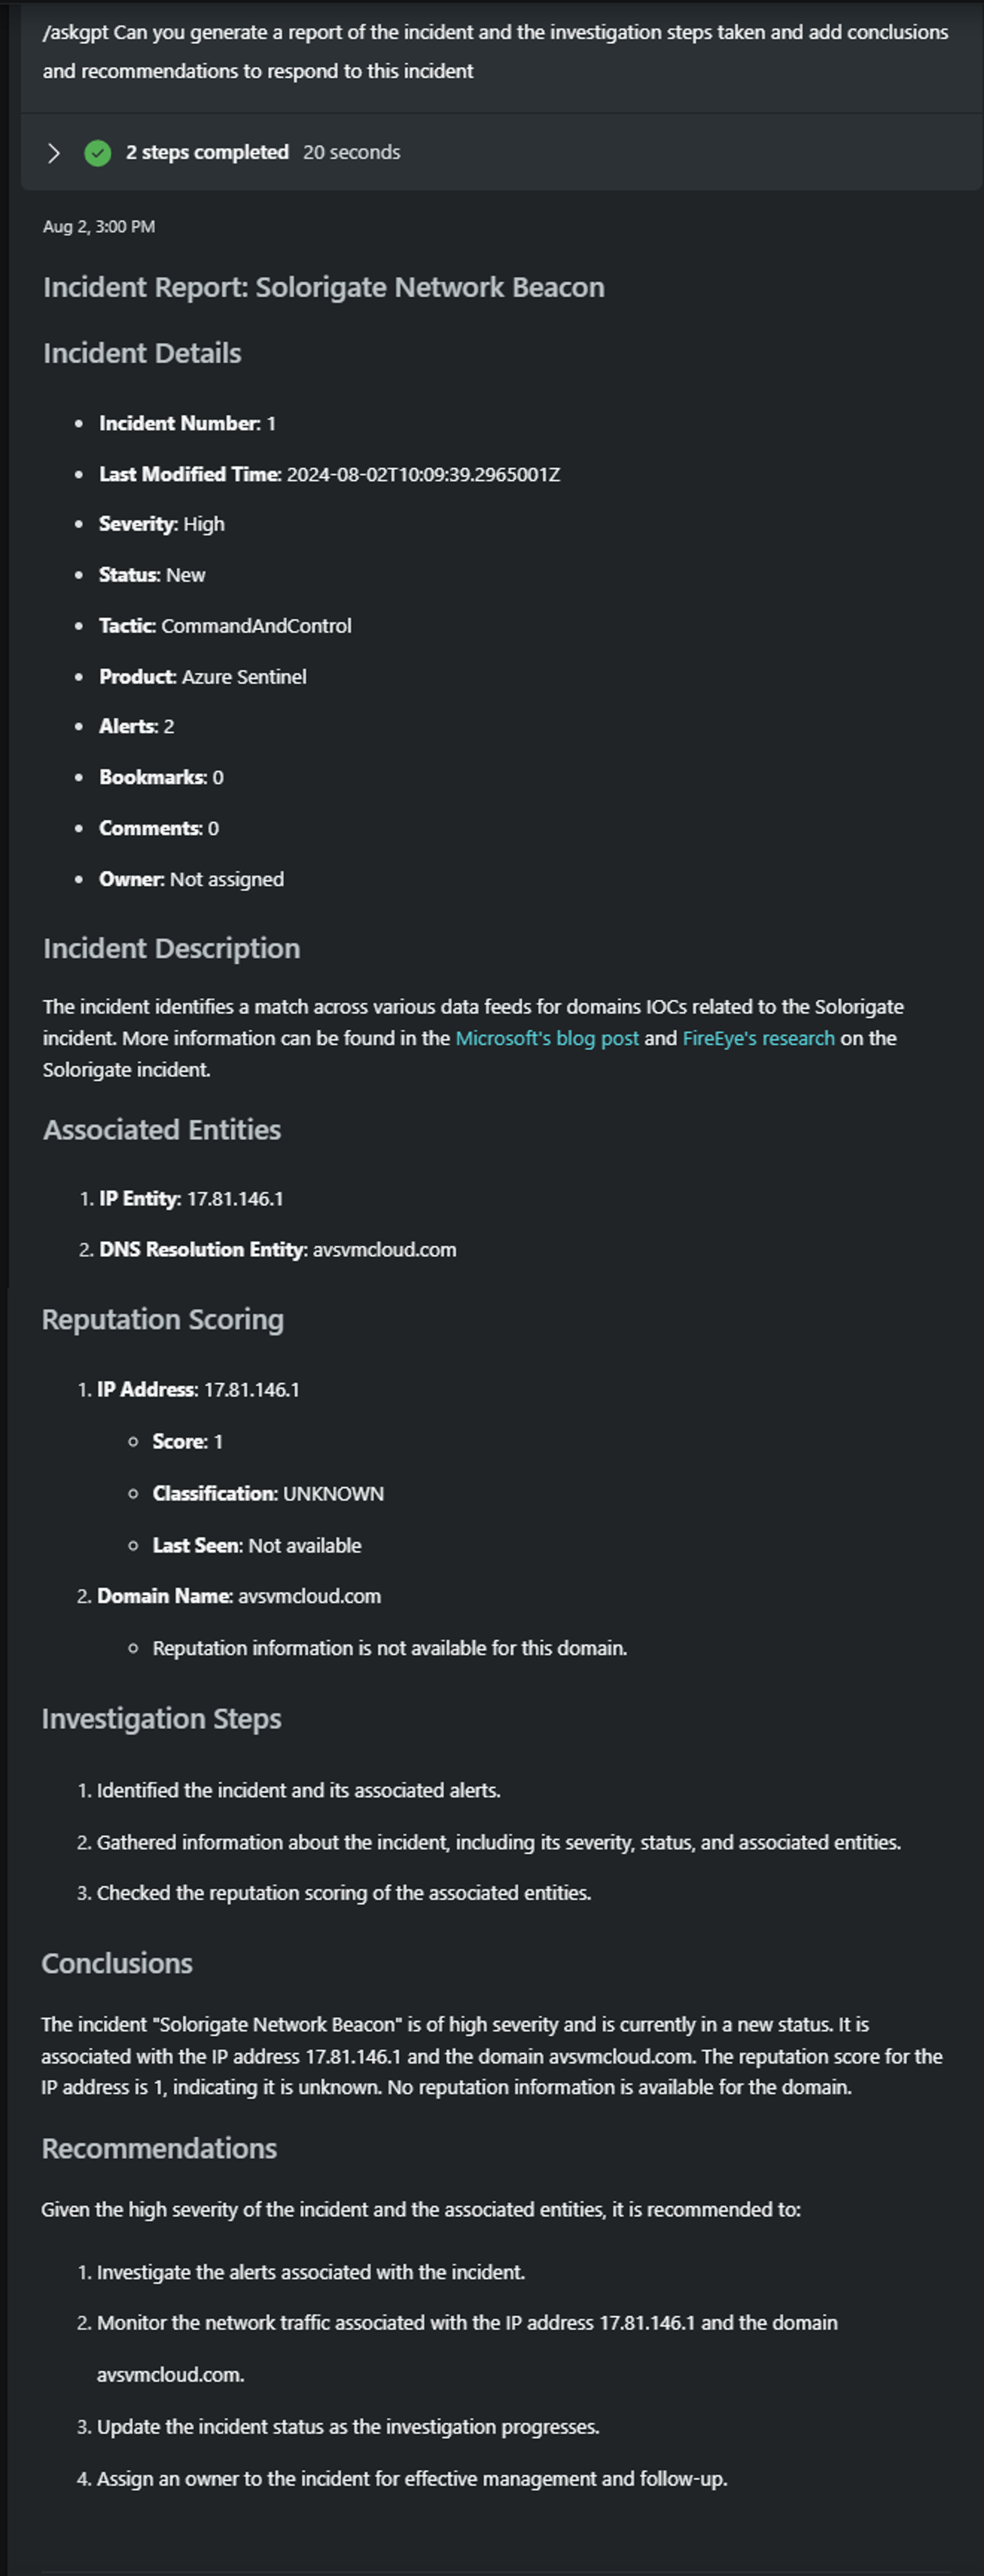 /askgpt Can you generate a report of the incident and the investigation steps taken and add conclusions
and recommendations to respond to this incident
2 steps completed 20 seconds
Aug 2, 3:00 PM
Incident Report: Solorigate Network Beacon
Incident Details
• Incident Number: 1
• Last Modified Time: 2024-08-02T10:09:39.2965001Z
• Severity: High
• Status: New
• Tactic: CommandAndControl
• Product: Azure Sentinel
• Alerts: 2
• Bookmarks: 0
• Comments: 0
• Owner: Not assigned
Incident Description
The incident identifies a match across various data feeds for domains IOCs related to the Solorigate
incident. More information can be found in the Microsoft's blog post and FireEye's research on the
Solorigate incident.
Associated Entities
1. IP Entity: 17.81.146.1
2. DNS Resolution Entity: avsvmcloud.com
Reputation Scoring
1. IP Address: 17.81.146.1
○ Score: 1
○ Classification: UNKNOWN
○ Last Seen: Not available
2. Domain Name: avsvmcloud.com
○ Reputation information is not available for this domain.
Investigation Steps
1. Identified the incident and its associated alerts.
2. Gathered information about the incident, including its severity, status, and associated entities.
3. Checked the reputation scoring of the associated entities.
Conclusions
The incident "Solorigate Network Beacon" is of high severity and is currently in a new status. It is
associated with the IP address 17.81.146.1 and the domain avsvmcloud.com. The reputation score for the
IP address is 1, indicating it is unknown. No reputation information is available for the domain.
Recommendations
Given the high severity of the incident and the associated entities, it is recommended to:
1. Investigate the alerts associated with the incident.
2. Monitor the network traffic associated with the IP address 17.81.146.1 and the domain
avsvmcloud.com.
3. Update the incident status as the investigation progresses.
4. Assign an owner to the incident for effective management and follow-up.